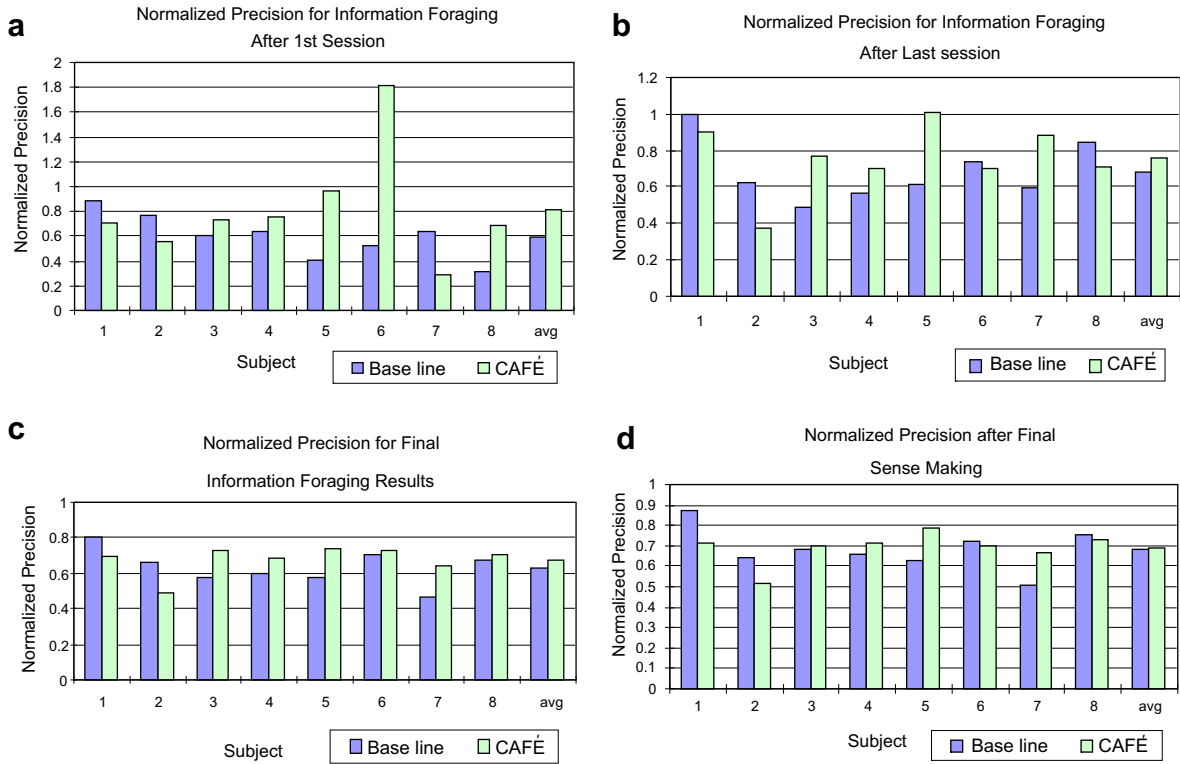 a
Normalized Precision for Information Foraging
After 1st Session
Normalized Precision
2
1.8
1.6
1.4
1.2
1
0.8
0.6
0.4
0.2
0
1 2 3 4 5 6 7 8 avg
Subject
Base line CAFÉ
b
Normalized Precision for Information Foraging
After Last session
Normalized Precision
1.2
1
0.8
0.6
0.4
0.2
0
1 2 3 4 5 6 7 8 avg
Subject
Base line CAFÉ
c
Normalized Precision for Final
Information Foraging Results
Normalized Precision
1
0.8
0.6
0.4
0.2
0
1 2 3 4 5 6 7 8 avg
Subject
Base line CAFÉ
d
Normalized Precision after Final
Sense Making
Normalized Precision
1
0.9
0.8
0.7
0.6
0.5
0.4
0.3
0.2
0.1
0
1 2 3 4 5 6 7 8 avg
Subject
Base line CAFÉ